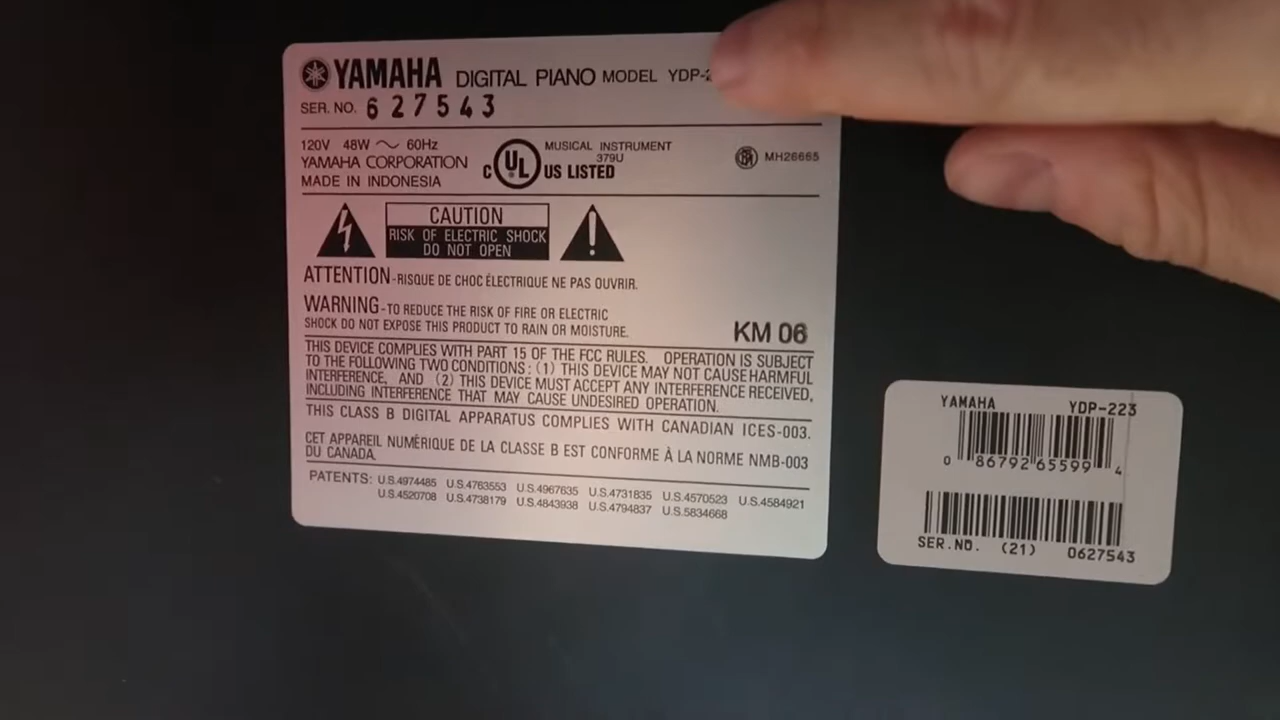 YAMAHA DIGITAL PIANO MODEL YDP-2
SER. NO. 627543
120V 48W ~ 60Hz
YAMAHA CORPORATION
MADE IN INDONESIA
C UL US LISTED
MUSICAL INSTRUMENT
379U
MH26665
CAUTION
RISK OF ELECTRIC SHOCK
DO NOT OPEN
!
ATTENTION-RISQUE DE CHOC ÉLECTRIQUE NE PAS OUVRIR.
WARNING-TO REDUCE THE RISK OF FIRE OR ELECTRIC
SHOCK DO NOT EXPOSE THIS PRODUCT TO RAIN OR MOISTURE.
KM 06
THIS DEVICE COMPLIES WITH PART 15 OF THE FCC RULES. OPERATION IS SUBJECT
TO THE FOLLOWING TWO CONDITIONS: (1) THIS DEVICE MAY NOT CAUSE HARMFUL
INTERFERENCE, AND (2) THIS DEVICE MUST ACCEPT ANY INTERFERENCE RECEIVED,
INCLUDING INTERFERENCE THAT MAY CAUSE UNDESIRED OPERATION.
THIS CLASS B DIGITAL APPARATUS COMPLIES WITH CANADIAN ICES-003.
CET APPAREIL NUMÉRIQUE DE LA CLASSE B EST CONFORME À LA NORME NMB-003
DU CANADA.
PATENTS: U.S.4974485 U.S.4763553 U.S.4967635 U.S.4731835 U.S.4570523 U.S.4584921
U.S.4520708 U.S.4738179 U.S.4843938 U.S.4794837 U.S.5834668
YAMAHA YDP-223
0 86792 65599 4
SER.NO. (21) 0627543